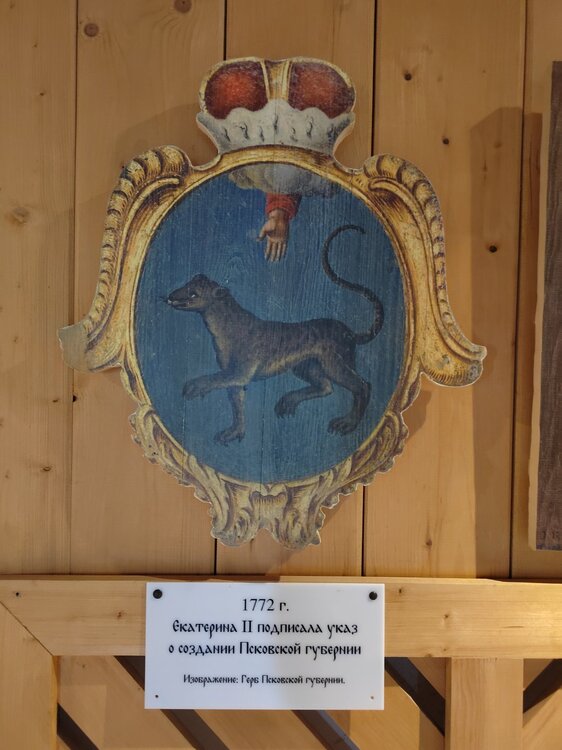 1772 г.
Екатерина II подписала указ
о создании Псковской губернии
Изображение: Герб Псковской губернии.